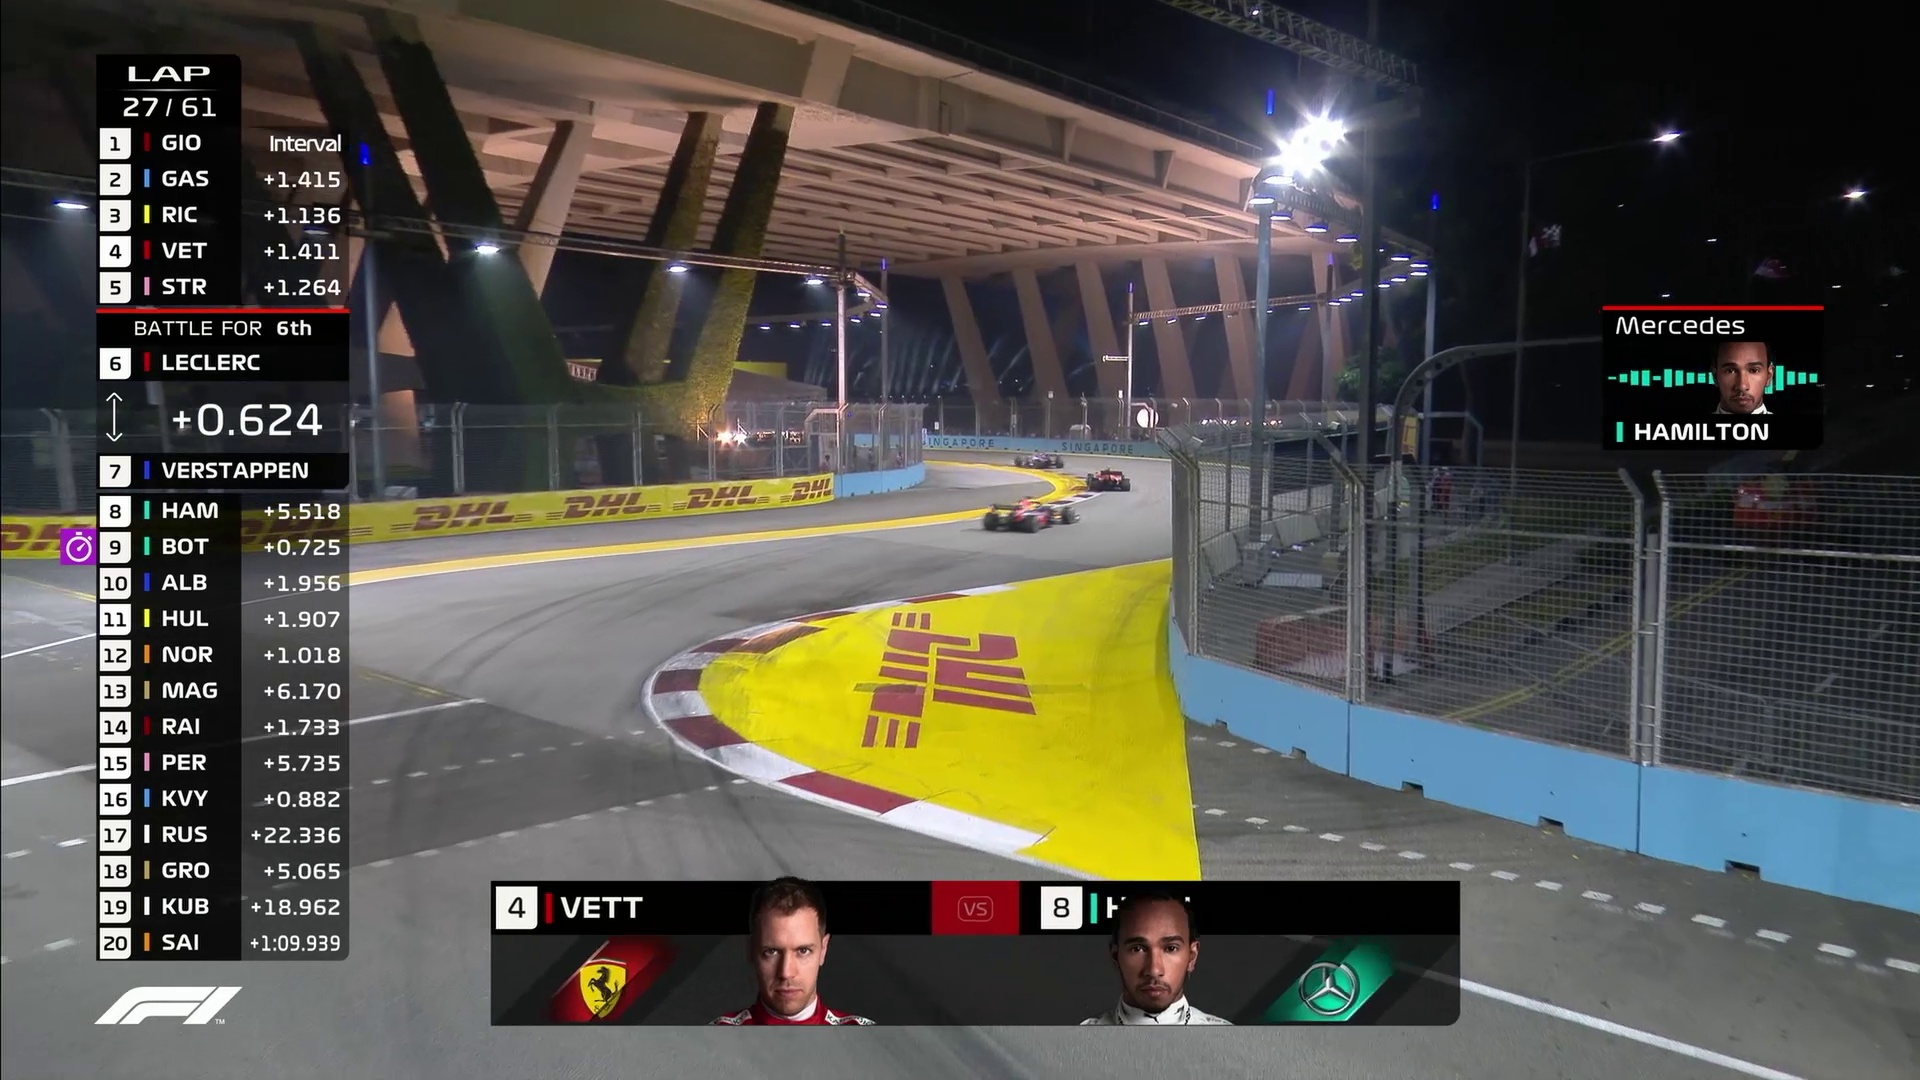 LAP
27/61
1 GIO Interval
2 GAS +1.415
3 RIC +1.136
4 VET +1.411
5 STR +1.264
BATTLE FOR 6th
6 LECLERC
+0.624
7 VERSTAPPEN
8 HAM +5.518
9 BOT +0.725
10 ALB +1.956
11 HUL +1.907
12 NOR +1.018
13 MAG +6.170
14 RAI +1.733
15 PER +5.735
16 KVY +0.882
17 RUS +22.336
18 GRO +5.065
19 KUB +18.962
20 SAI +1:09.939
F1 TM
SINGAPORE SINGAPORE
DHL DHL DHL DHL
DHL
Mercedes
HAMILTON
4 VETT VS 8 H